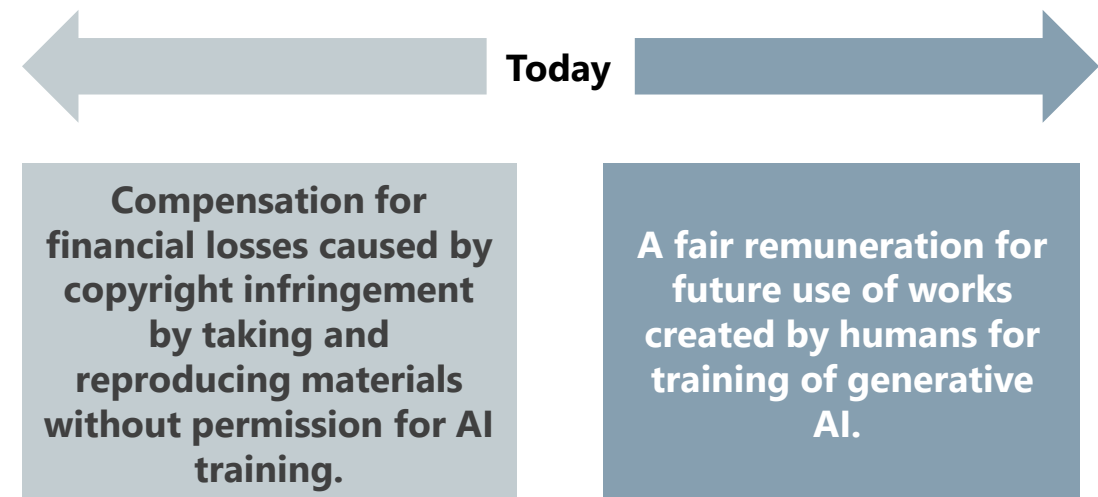 Today
Compensation for
financial losses caused by
copyright infringement
by taking and
reproducing materials
without permission for AI
training.
A fair remuneration for
future use of works
created by humans for
training of generative
AI.